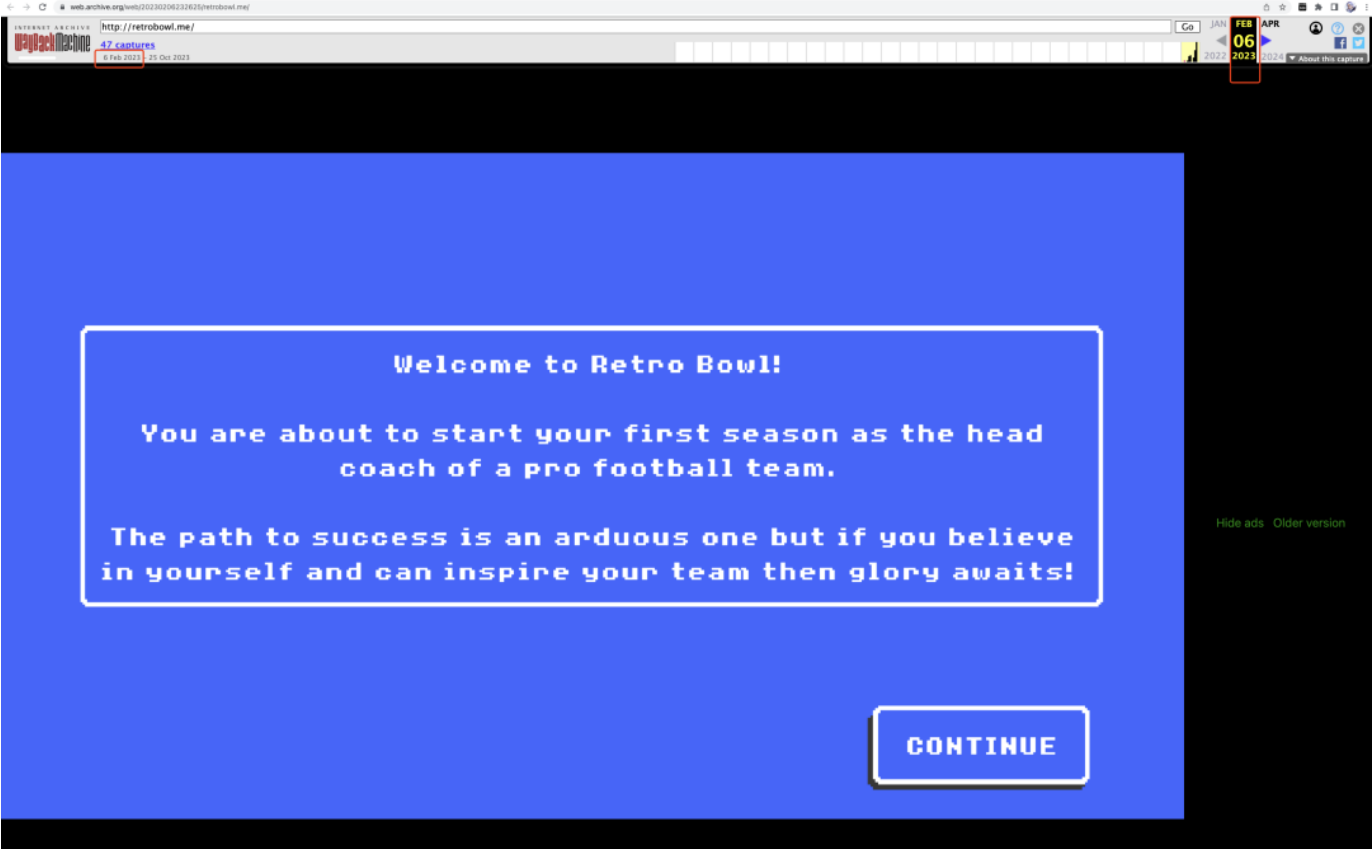 web.archive.org/web/20230206232625/retrobowl.me/
INTERNET ARCHIVE
WayBackMachine
http://retrobowl.me/
Go
47 captures
6 Feb 2023 - 25 Oct 2023
JAN FEB APR
06
2022 2023 2024
About this capture
Welcome to Retro Bowl!
You are about to start your first season as the head
coach of a pro football team.
The path to success is an arduous one but if you believe
in yourself and can inspire your team then glory awaits!
Hide ads Older version
CONTINUE